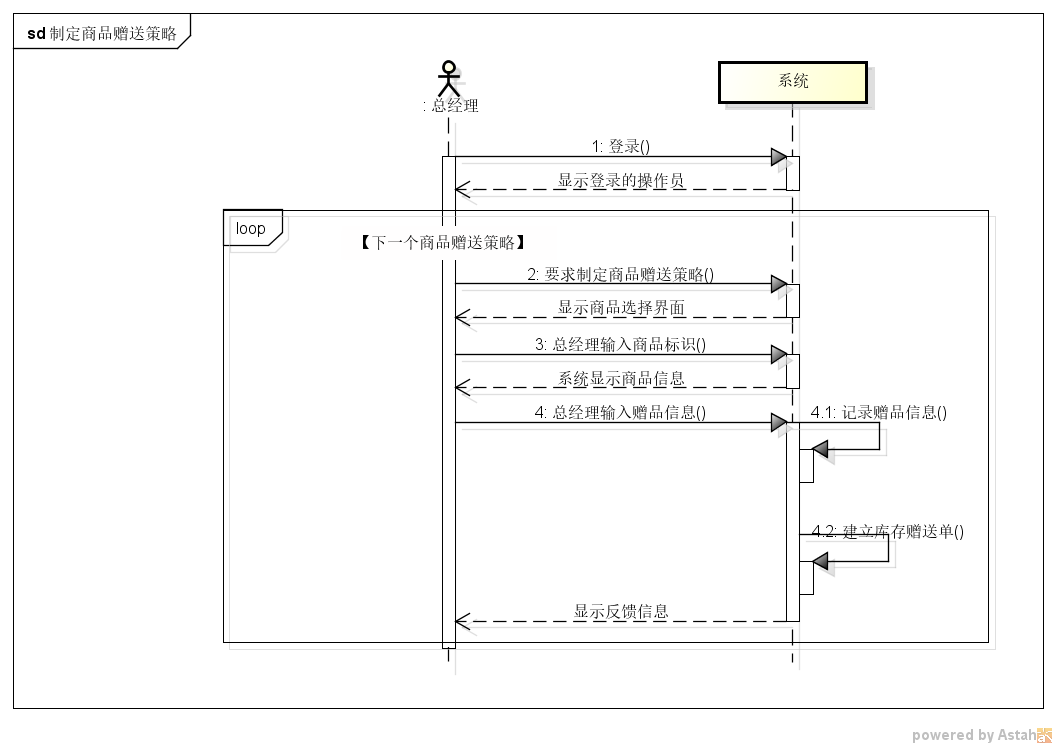 sd 制定商品赠送策略
: 总经理
系统
1: 登录()
显示登录的操作员
loop
【下一个商品赠送策略】
2: 要求制定商品赠送策略()
显示商品选择界面
3: 总经理输入商品标识()
系统显示商品信息
4: 总经理输入赠品信息()
4.1: 记录赠品信息()
4.2: 建立库存赠送单()
显示反馈信息
powered by Astah